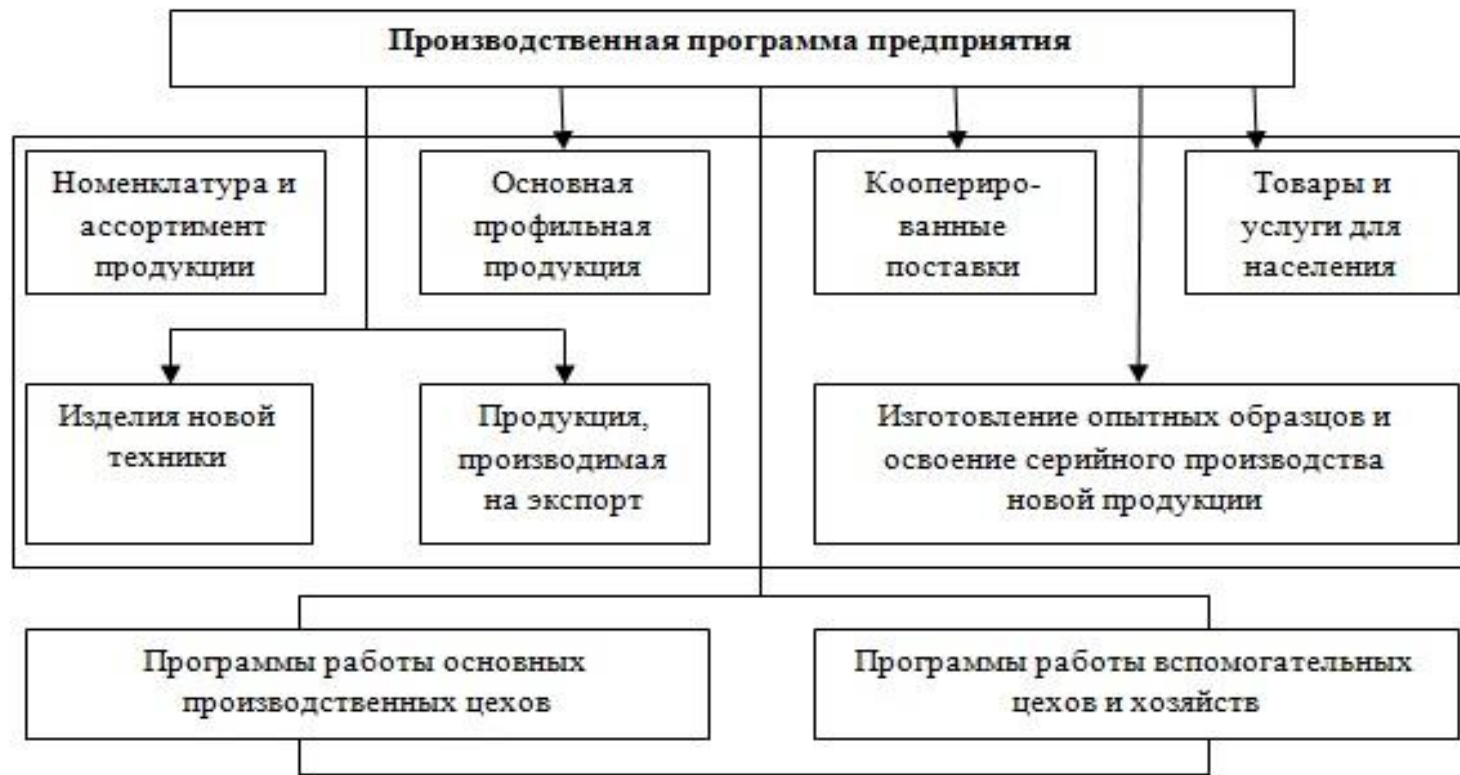 Производственная программа предприятия
Номенклатура и
ассортимент
продукции
Основная
профильная
продукция
Коопериро-
ванные
поставки
Товары и
услуги для
населения
Изделия новой
техники
Продукция,
производимая
на экспорт
Изготовление опытных образцов и
освоение серийного производства
новой продукции
Программы работы основных
производственных цехов
Программы работы вспомогательных
цехов и хозяйств